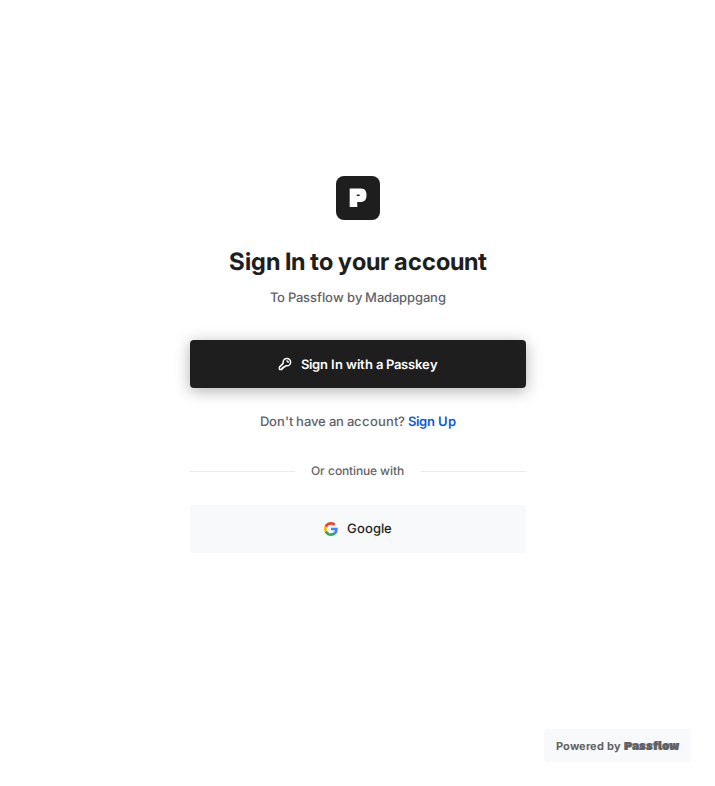 P
Sign In to your account
To Passflow by Madappgang
Sign In with a Passkey
Don't have an account? Sign Up
Or continue with
Google
Powered by Passflow